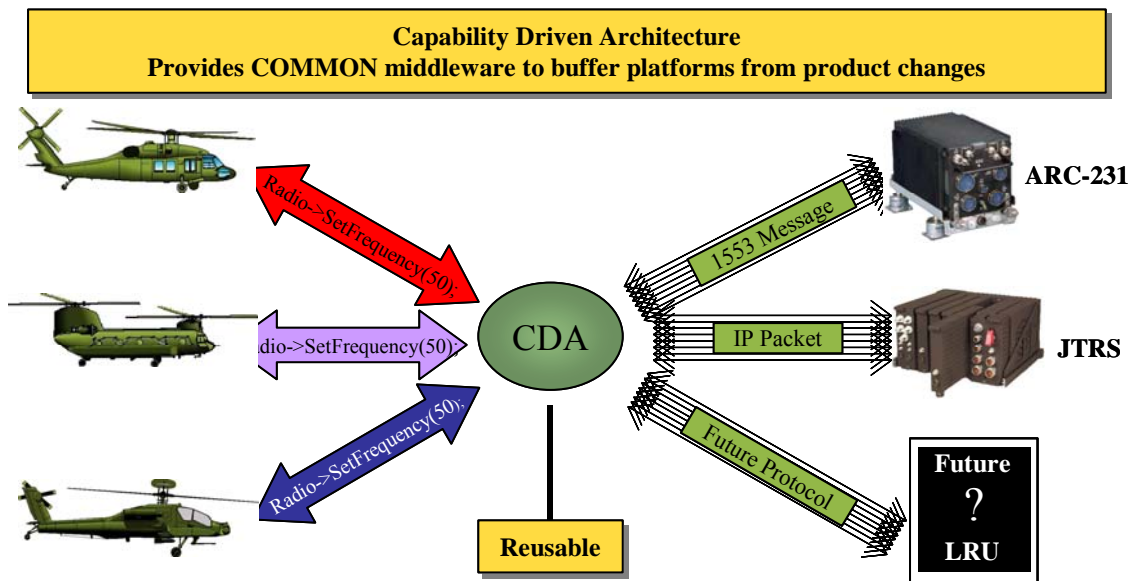 Capability Driven Architecture
Provides COMMON middleware to buffer platforms from product changes
Radio->SetFrequency(50);
1553 Message
ARC-231
adio->SetFrequency(50);
CDA
IP Packet
JTRS
Radio->SetFrequency(50);
Future Protocol
Future
?
LRU
Reusable